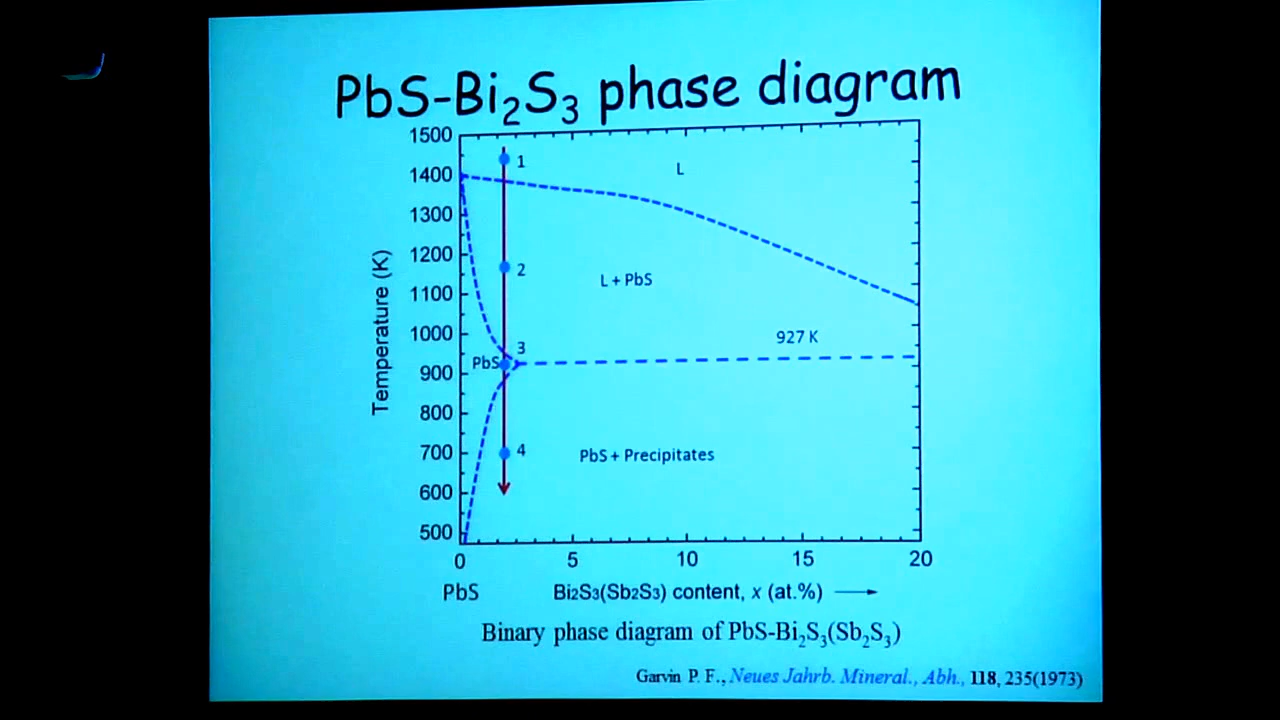 PbS-Bi₂S₃ phase diagram
1500
1400
1300
1200
1100
1000
900
800
700
600
500
Temperature (K)
1
L
2
L + PbS
3
927 K
PbS
4
PbS + Precipitates
0 5 10 15 20
PbS Bi2S3(Sb2S3) content, x (at.%)
Binary phase diagram of PbS-Bi₂S₃(Sb₂S₃)
Garvin P. F., Neues Jahrb. Mineral., Abh., 118, 235(1973)